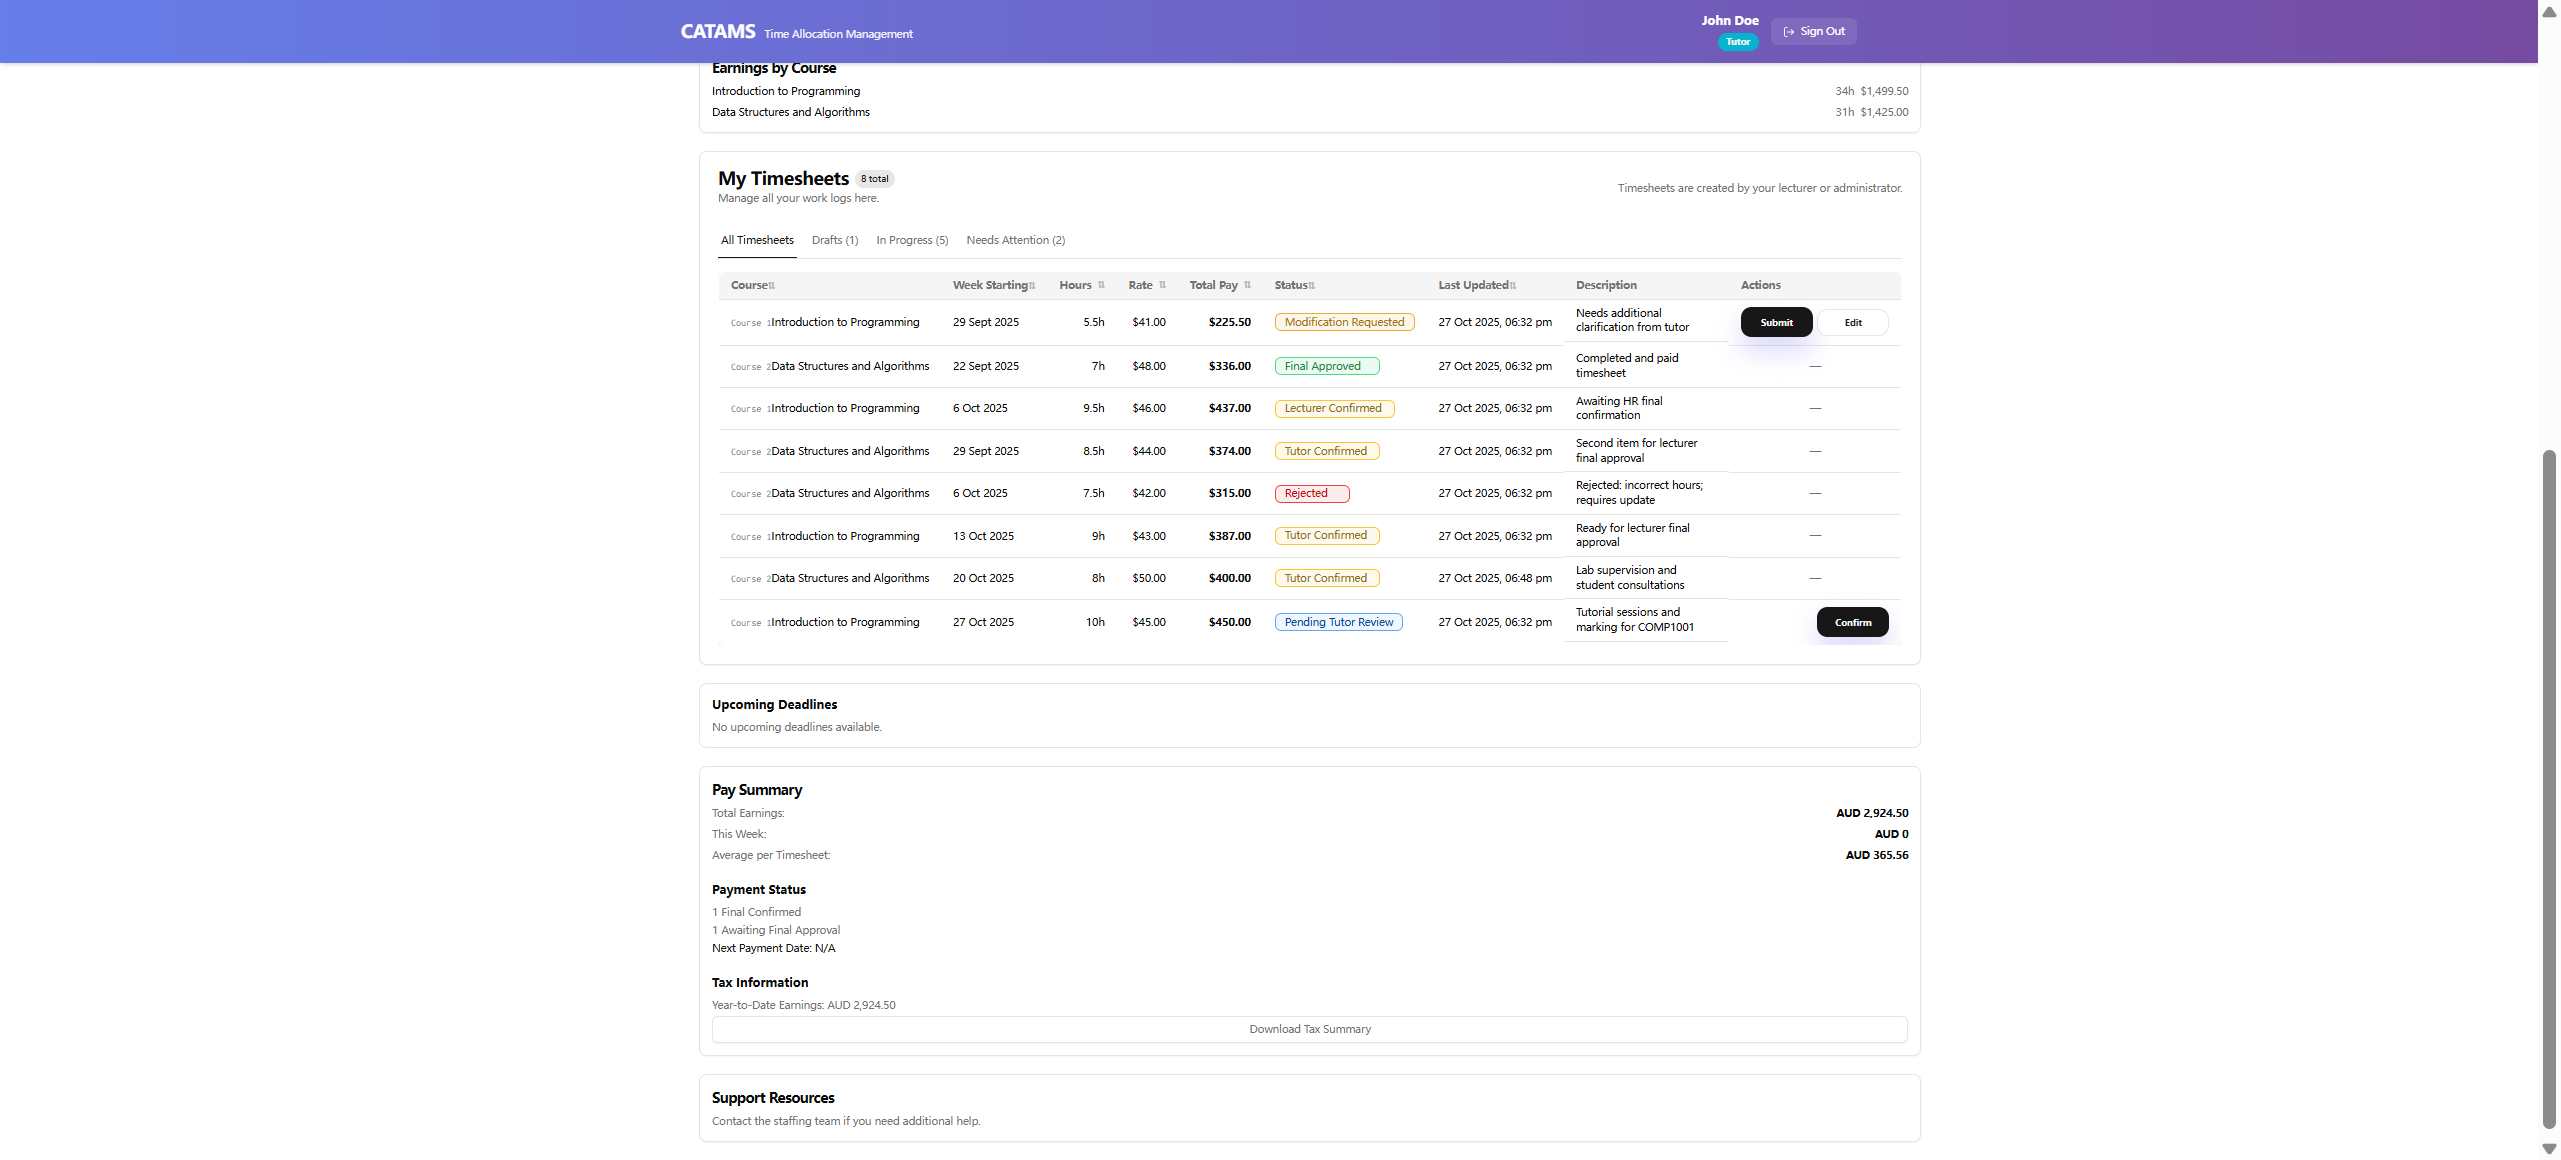 CATAMS Time Allocation Management
John Doe
Tutor
Sign Out
Earnings by Course
Introduction to Programming 34h $1,499.50
Data Structures and Algorithms 31h $1,425.00
My Timesheets 8 total
Manage all your work logs here.
Timesheets are created by your lecturer or administrator.
All Timesheets Drafts (1) In Progress (5) Needs Attention (2)
Course Week Starting Hours Rate Total Pay Status Last Updated Description Actions
Course 1 Introduction to Programming 29 Sept 2025 5.5h $41.00 $225.50 Modification Requested 27 Oct 2025, 06:32 pm Needs additional clarification from tutor Submit Edit
Course 2 Data Structures and Algorithms 22 Sept 2025 7h $48.00 $336.00 Final Approved 27 Oct 2025, 06:32 pm Completed and paid timesheet —
Course 1 Introduction to Programming 6 Oct 2025 9.5h $46.00 $437.00 Lecturer Confirmed 27 Oct 2025, 06:32 pm Awaiting HR final confirmation —
Course 2 Data Structures and Algorithms 29 Sept 2025 8.5h $44.00 $374.00 Tutor Confirmed 27 Oct 2025, 06:32 pm Second item for lecturer final approval —
Course 2 Data Structures and Algorithms 6 Oct 2025 7.5h $42.00 $315.00 Rejected 27 Oct 2025, 06:32 pm Rejected: incorrect hours; requires update —
Course 1 Introduction to Programming 13 Oct 2025 9h $43.00 $387.00 Tutor Confirmed 27 Oct 2025, 06:32 pm Ready for lecturer final approval —
Course 2 Data Structures and Algorithms 20 Oct 2025 8h $50.00 $400.00 Tutor Confirmed 27 Oct 2025, 06:48 pm Lab supervision and student consultations —
Course 1 Introduction to Programming 27 Oct 2025 10h $45.00 $450.00 Pending Tutor Review 27 Oct 2025, 06:32 pm Tutorial sessions and marking for COMP1001 Confirm
Upcoming Deadlines
No upcoming deadlines available.
Pay Summary
Total Earnings: AUD 2,924.50
This Week: AUD 0
Average per Timesheet: AUD 365.56
Payment Status
1 Final Confirmed
1 Awaiting Final Approval
Next Payment Date: N/A
Tax Information
Year-to-Date Earnings: AUD 2,924.50
Download Tax Summary
Support Resources
Contact the staffing team if you need additional help.